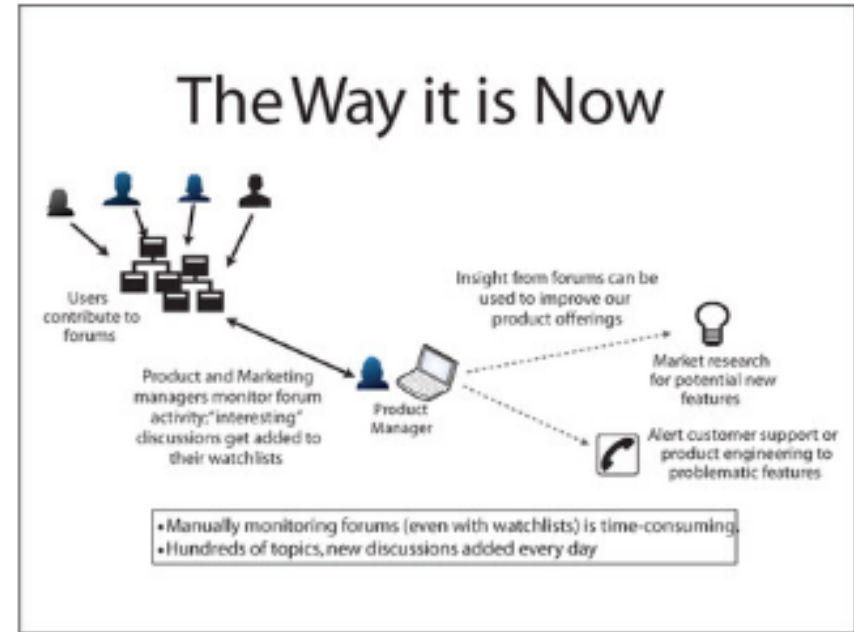 The Way it is Now
Users
contribute to
forums
Insight from forums can be
used to improve our
product offerings
Market research
for potential new
features
Product and Marketing
managers monitor forum
activity; "interesting"
discussions get added to
their watchlists
Product
Manager
Alert customer support or
product engineering to
problematic features
•Manually monitoring forums (even with watchlists) is time-consuming.
•Hundreds of topics, new discussions added every day